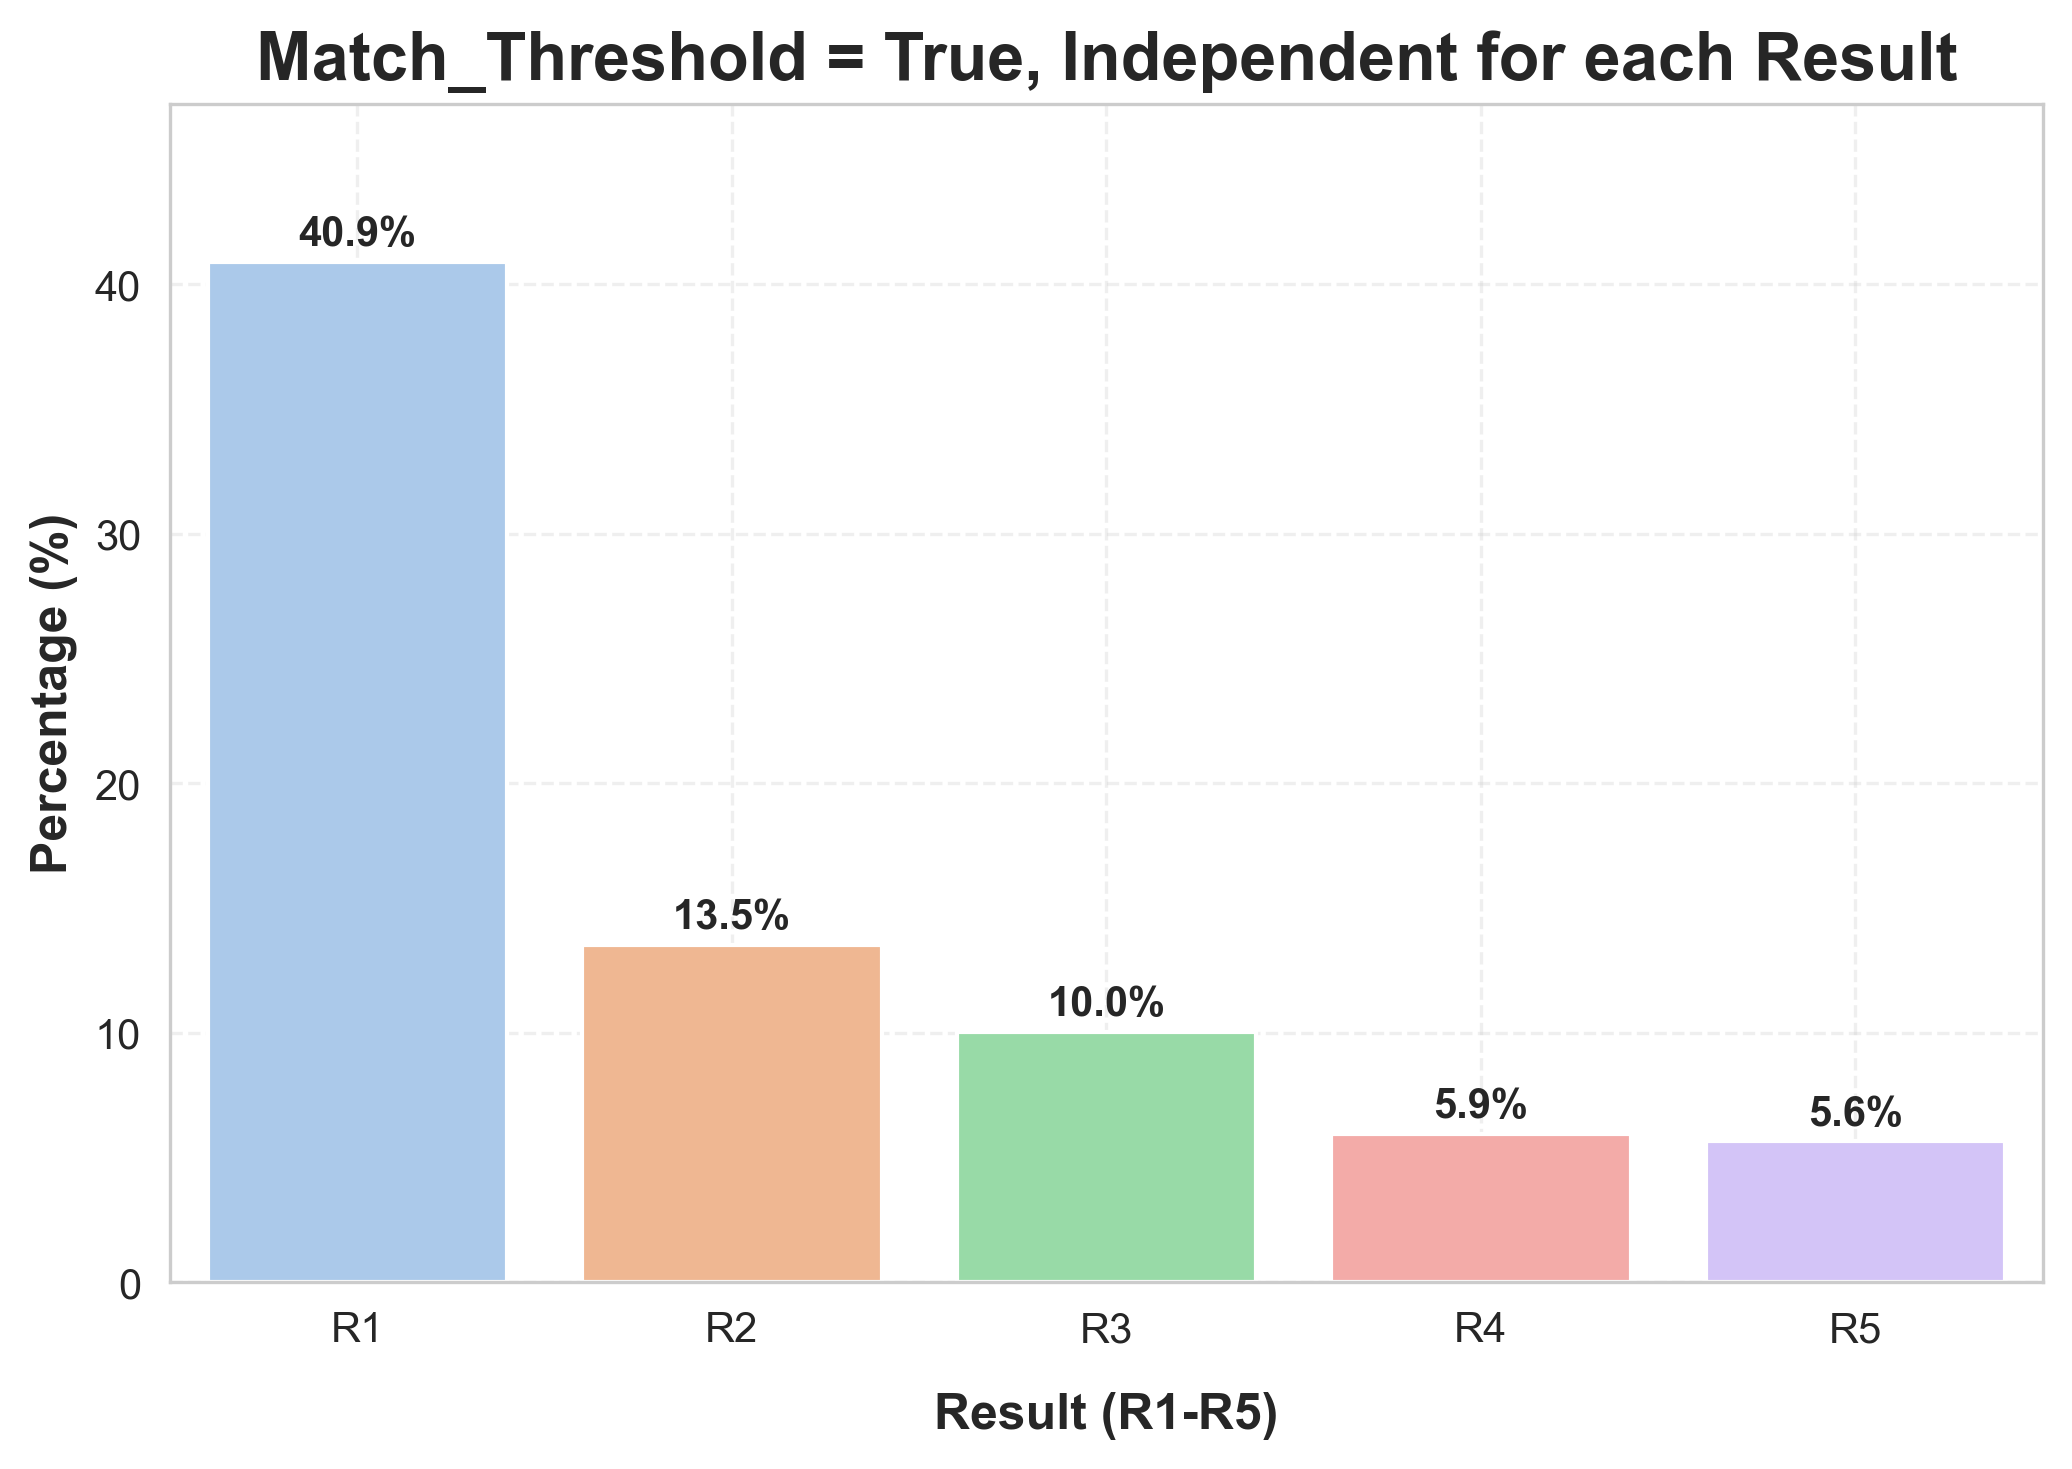 Match_Threshold = True, Independent for each Result
Percentage (%)
40
30
20
10
0
40.9%
13.5%
10.0%
5.9%
5.6%
R1
R2
R3
R4
R5
Result (R1-R5)